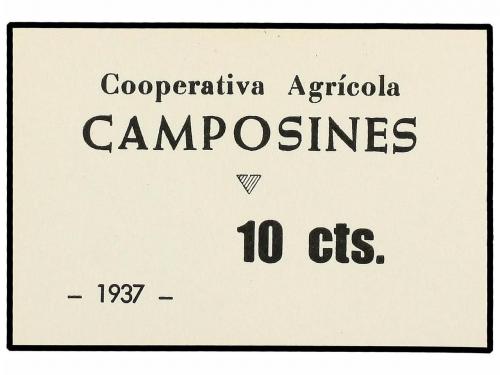 Cooperativa Agrícola
CAMPOSINES
10 cts.
– 1937 –